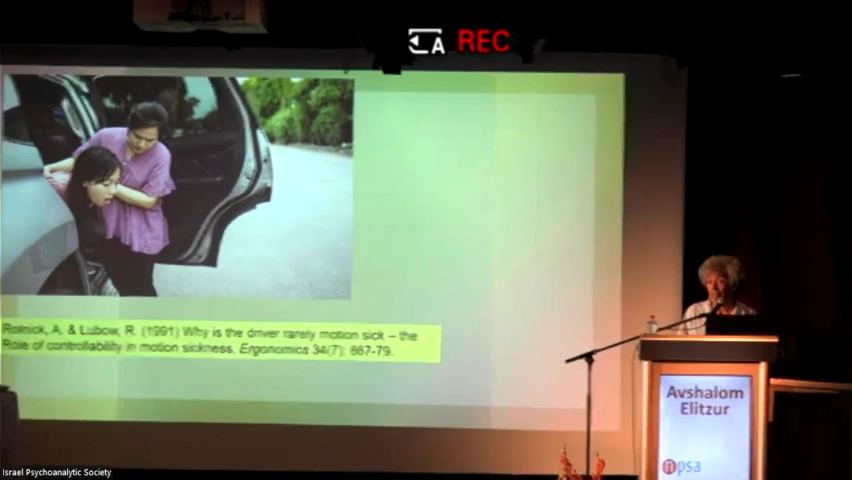 A REC
Rolnick, A. & Lubow, R. (1991) Why is the driver rarely motion sick – the
Role of controllability in motion sickness. Ergonomics 34(7): 867-79.
Avshalom
Elitzur
npsa
Israel Psychoanalytic Society